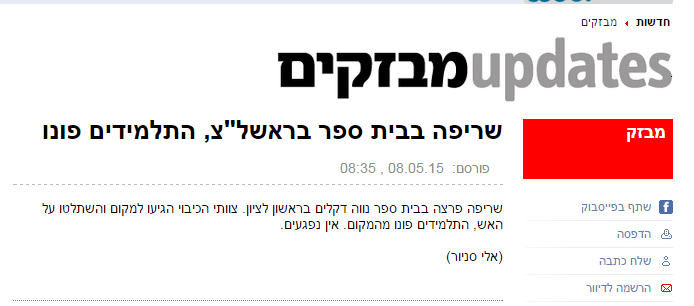 חדשות ◂ מבזקים
updatesמבזקים
מבזק
שריפה בבית ספר בראשל"צ, התלמידים פונו
פורסם: 08.05.15 , 08:35
שריפה פרצה בבית ספר נווה דקלים בראשון לציון. צוותי הכיבוי הגיעו למקום והשתלטו על
האש, התלמידים פונו מהמקום. אין נפגעים.
(אלי סניור)
שתף בפייסבוק
הדפסה
שלח כתבה
הרשמה לדיוור